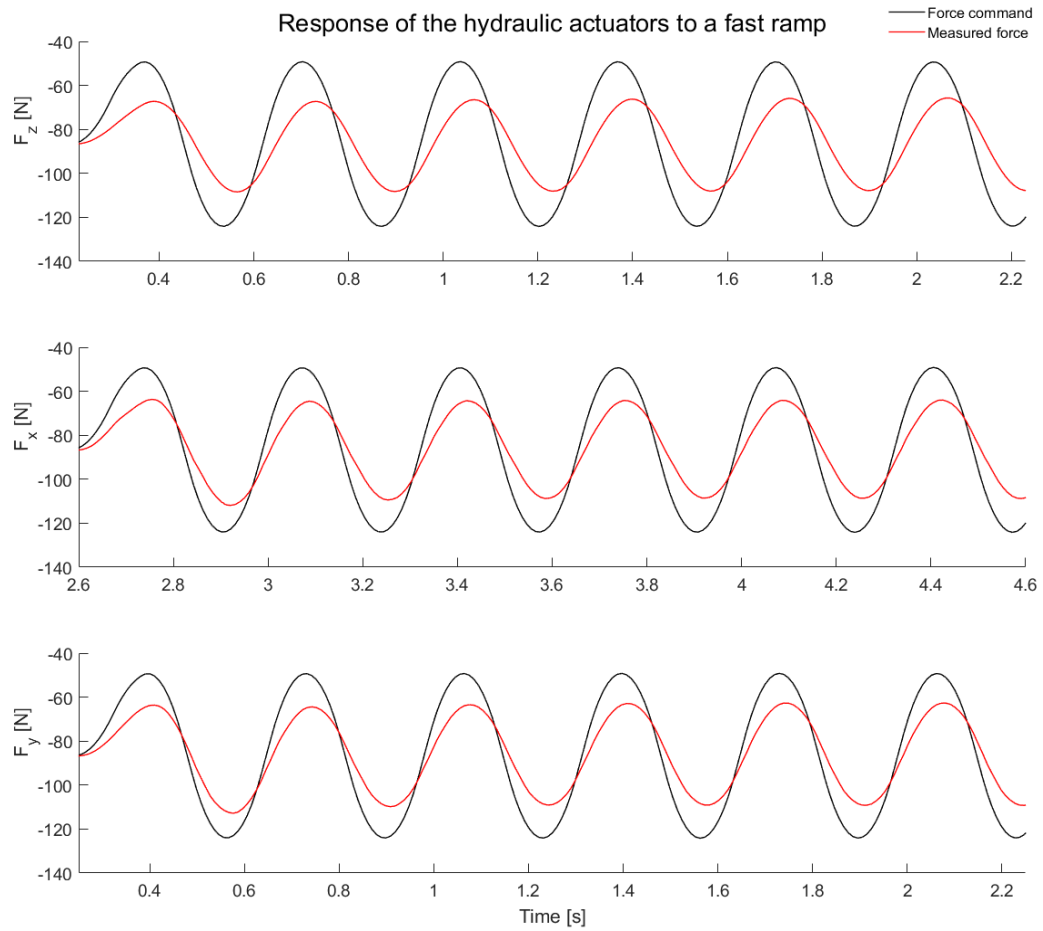 Response of the hydraulic actuators to a fast ramp
Force command
Measured force
F_z [N]
-40
-60
-80
-100
-120
-140
0.4 0.6 0.8 1 1.2 1.4 1.6 1.8 2 2.2
F_x [N]
-40
-60
-80
-100
-120
-140
2.6 2.8 3 3.2 3.4 3.6 3.8 4 4.2 4.4 4.6
F_y [N]
-40
-60
-80
-100
-120
-140
0.4 0.6 0.8 1 1.2 1.4 1.6 1.8 2 2.2
Time [s]